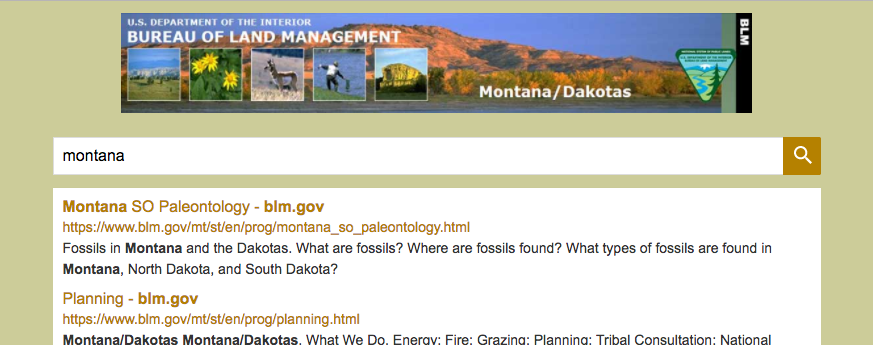 U.S. DEPARTMENT OF THE INTERIOR
BUREAU OF LAND MANAGEMENT
BLM
Montana/Dakotas
montana
Montana SO Paleontology - blm.gov
https://www.blm.gov/mt/st/en/prog/montana_so_paleontology.html
Fossils in Montana and the Dakotas. What are fossils? Where are fossils found? What types of fossils are found in
Montana, North Dakota, and South Dakota?
Planning - blm.gov
https://www.blm.gov/mt/st/en/prog/planning.html
Montana/Dakotas Montana/Dakotas. What We Do. Energy; Fire; Grazing; Planning; Tribal Consultation; National